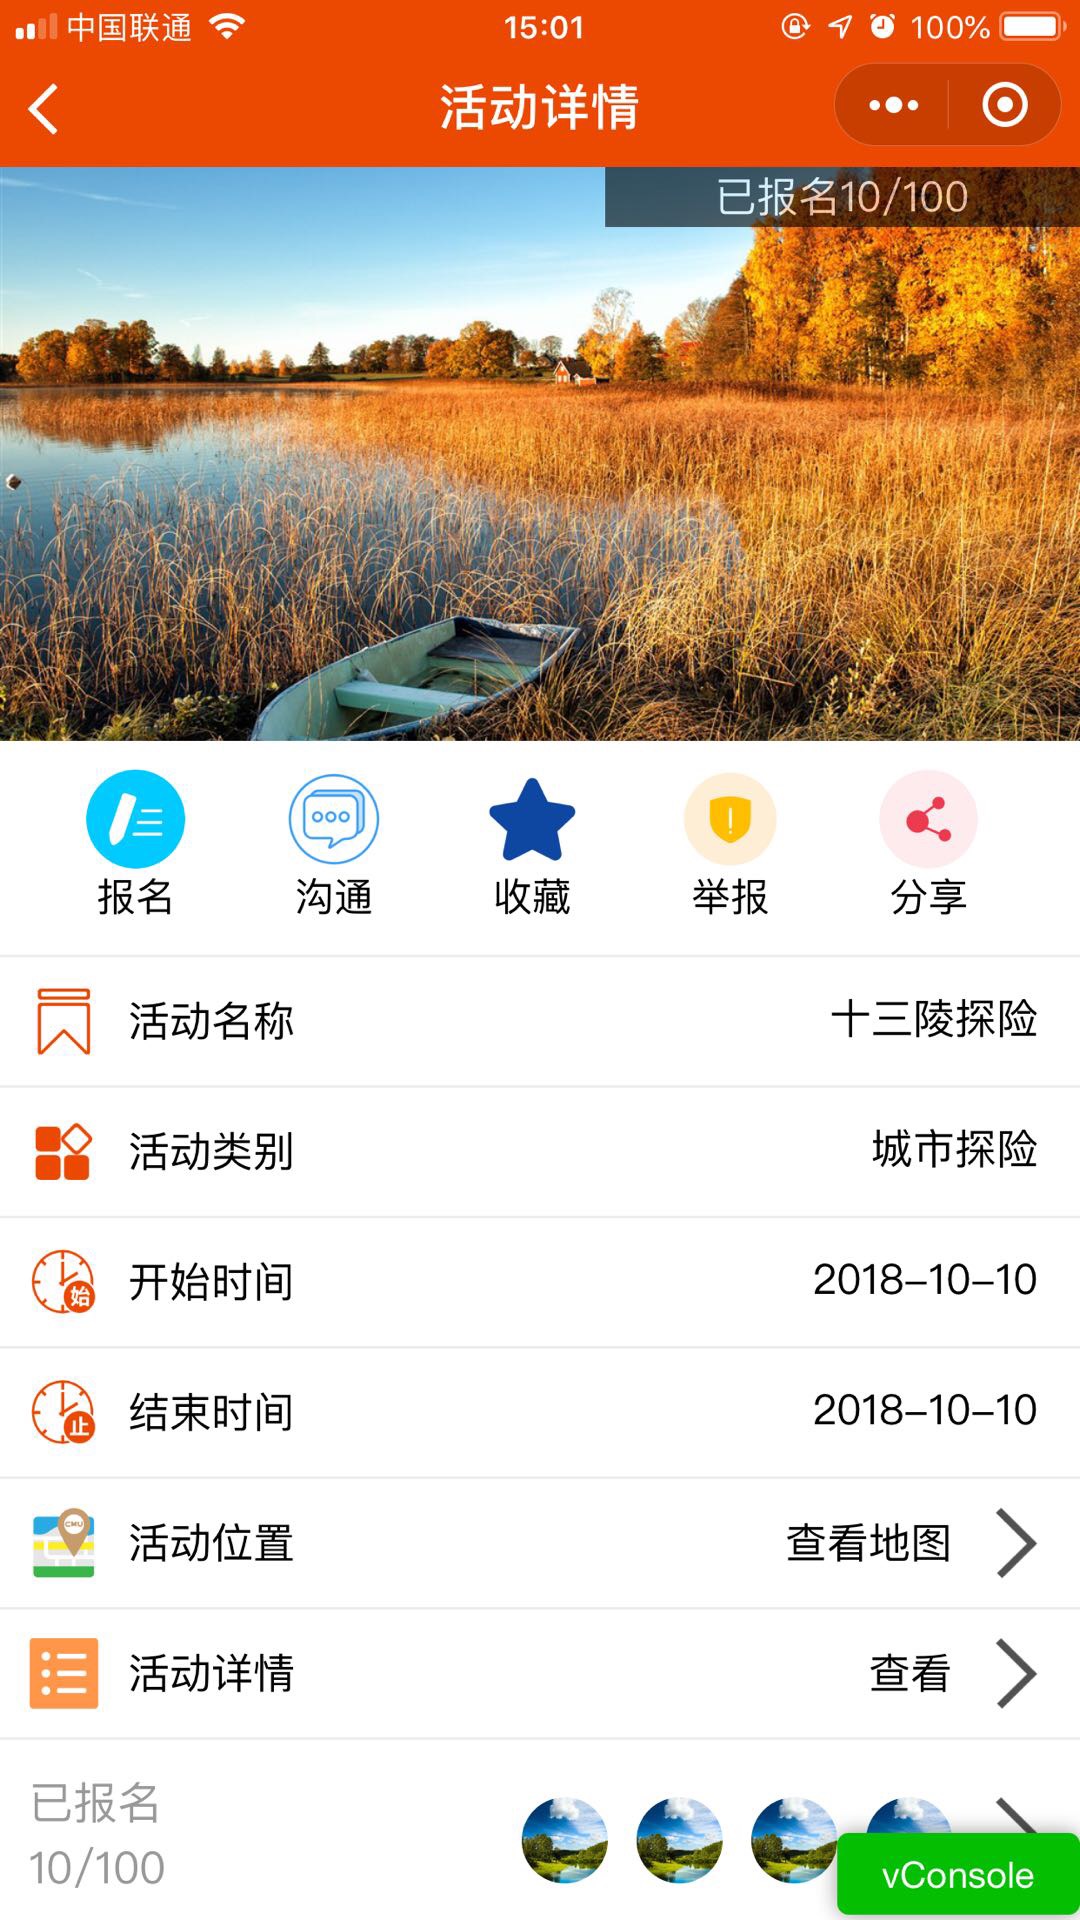 中国联通
15:01
100%
活动详情
已报名10/100
报名
沟通
收藏
举报
分享
活动名称
十三陵探险
活动类别
城市探险
始
开始时间
2018-10-10
止
结束时间
2018-10-10
CMU
活动位置
查看地图
活动详情
查看
已报名
10/100
vConsole